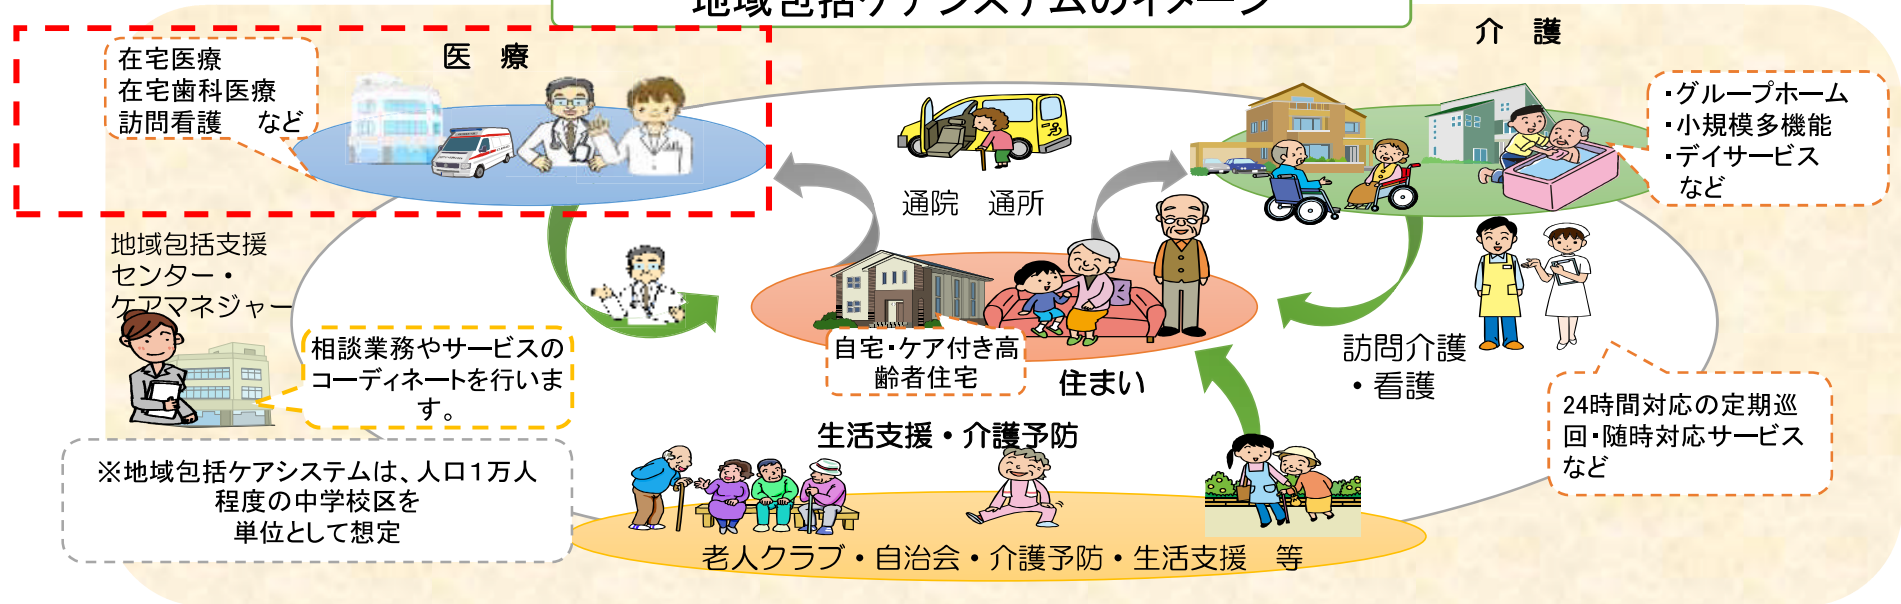 地域包括ケアシステムのイメージ
医 療
介 護
在宅医療
在宅歯科医療
訪問看護 など
・グループホーム
・小規模多機能
・デイサービス
など
通院 通所
地域包括支援
センター・
ケアマネジャー
相談業務やサービスの
コーディネートを行いま
す。
自宅・ケア付き高
齢者住宅
住まい
訪問介護
・看護
24時間対応の定期巡
回・随時対応サービス
など
生活支援・介護予防
※地域包括ケアシステムは、人口1万人
程度の中学校区を
単位として想定
老人クラブ・自治会・介護予防・生活支援 等